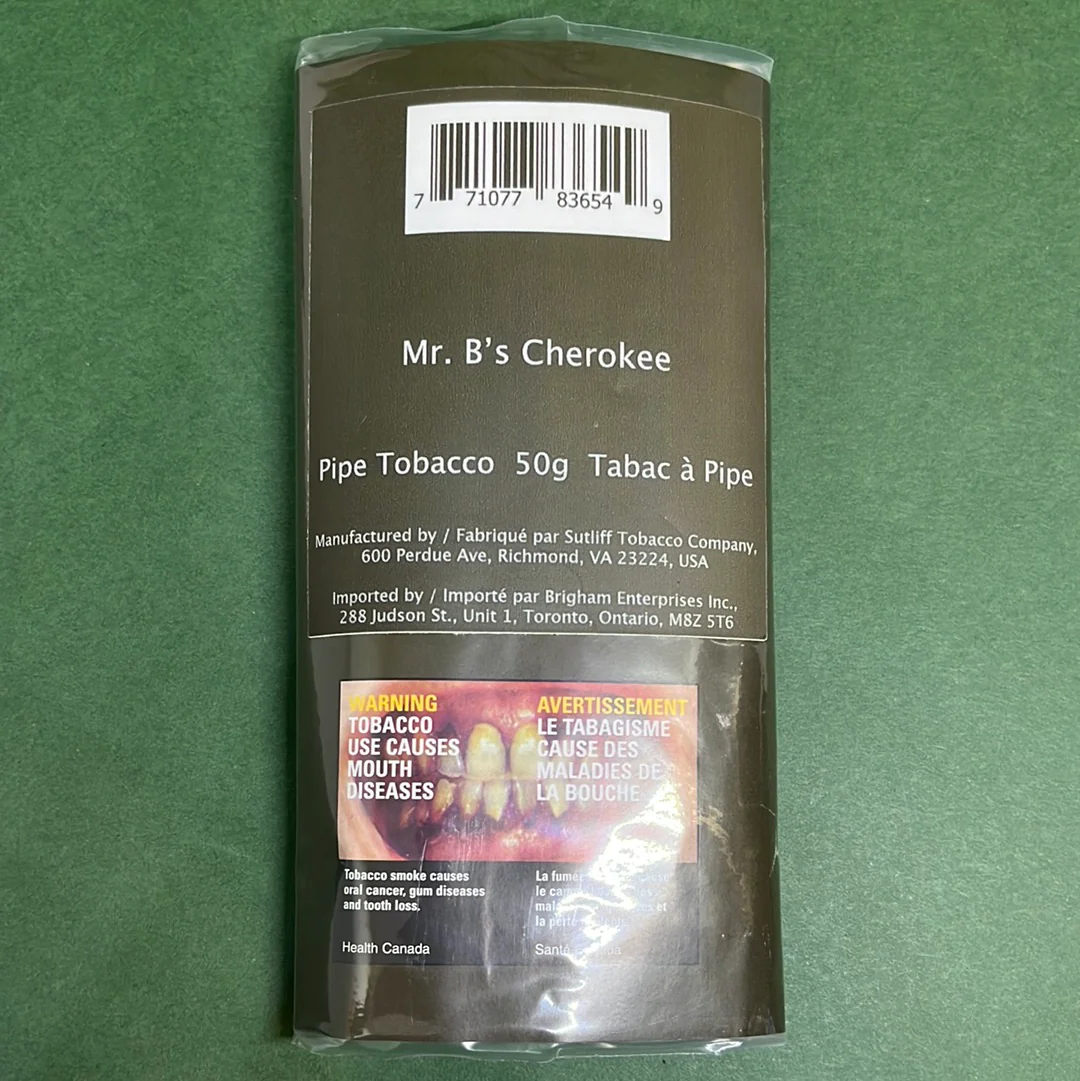 7 71077 83654 9
Mr. B's Cherokee
Pipe Tobacco 50g Tabac à Pipe
Manufactured by / Fabriqué par Sutliff Tobacco Company,
600 Perdue Ave, Richmond, VA 23224, USA
Imported by / Importé par Brigham Enterprises Inc.,
288 Judson St., Unit 1, Toronto, Ontario, M8Z 5T6
WARNING
TOBACCO
USE CAUSES
MOUTH
DISEASES
Tobacco smoke causes
oral cancer, gum diseases
and tooth loss.
Health Canada
AVERTISSEMENT
LE TABAGISME
CAUSE DES
MALADIES DE
LA BOUCHE
La
le
et
la perte
Santé